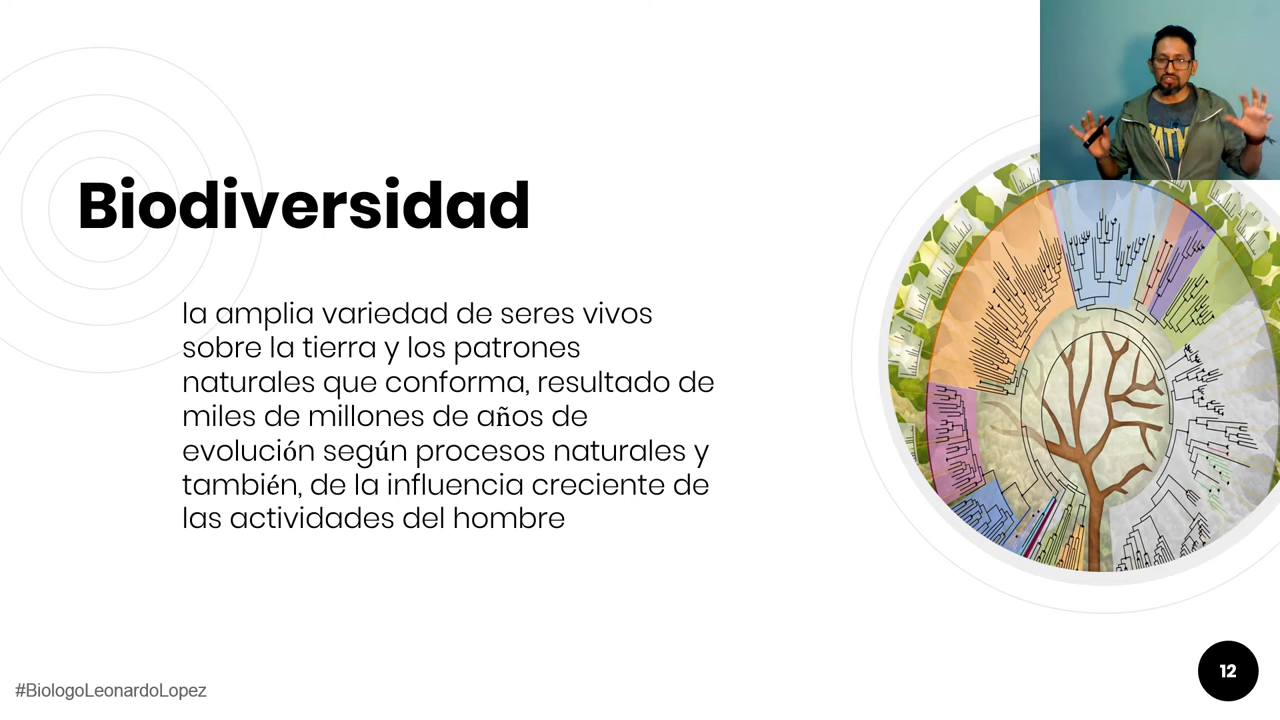 Biodiversidad
la amplia variedad de seres vivos
sobre la tierra y los patrones
naturales que conforma, resultado de
miles de millones de años de
evolución según procesos naturales y
también, de la influencia creciente de
las actividades del hombre
#BiologoLeonardoLopez
12